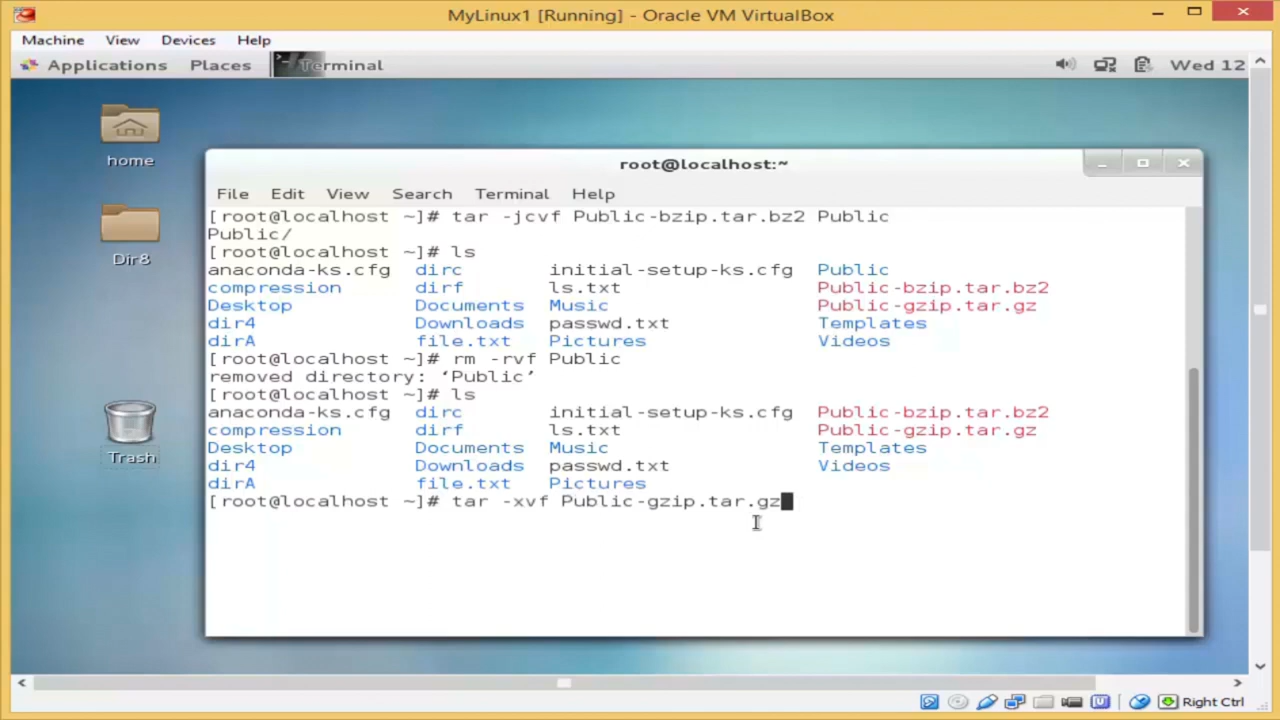 MyLinux1 [Running] - Oracle VM VirtualBox
Machine View Devices Help
Applications Places Terminal Wed 12
home
Dir8
Trash
root@localhost:~
File Edit View Search Terminal Help
[root@localhost ~]# tar -jcvf Public-bzip.tar.bz2 Public
Public/
[root@localhost ~]# ls
anaconda-ks.cfg dirc initial-setup-ks.cfg Public
compression dirf ls.txt Public-bzip.tar.bz2
Desktop Documents Music Public-gzip.tar.gz
dir4 Downloads passwd.txt Templates
dirA file.txt Pictures Videos
[root@localhost ~]# rm -rvf Public
removed directory: ‘Public’
[root@localhost ~]# ls
anaconda-ks.cfg dirc initial-setup-ks.cfg Public-bzip.tar.bz2
compression dirf ls.txt Public-gzip.tar.gz
Desktop Documents Music Templates
dir4 Downloads passwd.txt Videos
dirA file.txt Pictures
[root@localhost ~]# tar -xvf Public-gzip.tar.gz
Right Ctrl